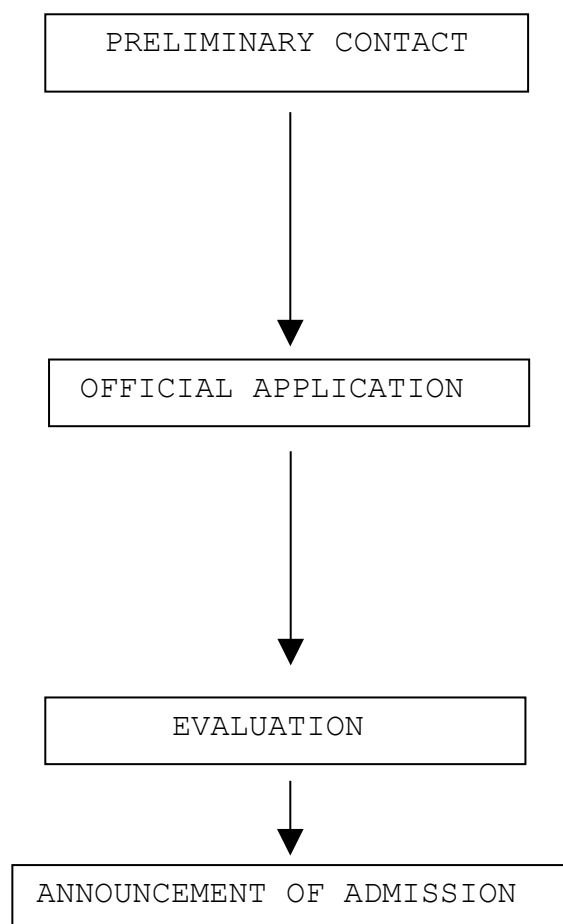 PRELIMINARY CONTACT
OFFICIAL APPLICATION
EVALUATION
ANNOUNCEMENT OF ADMISSION